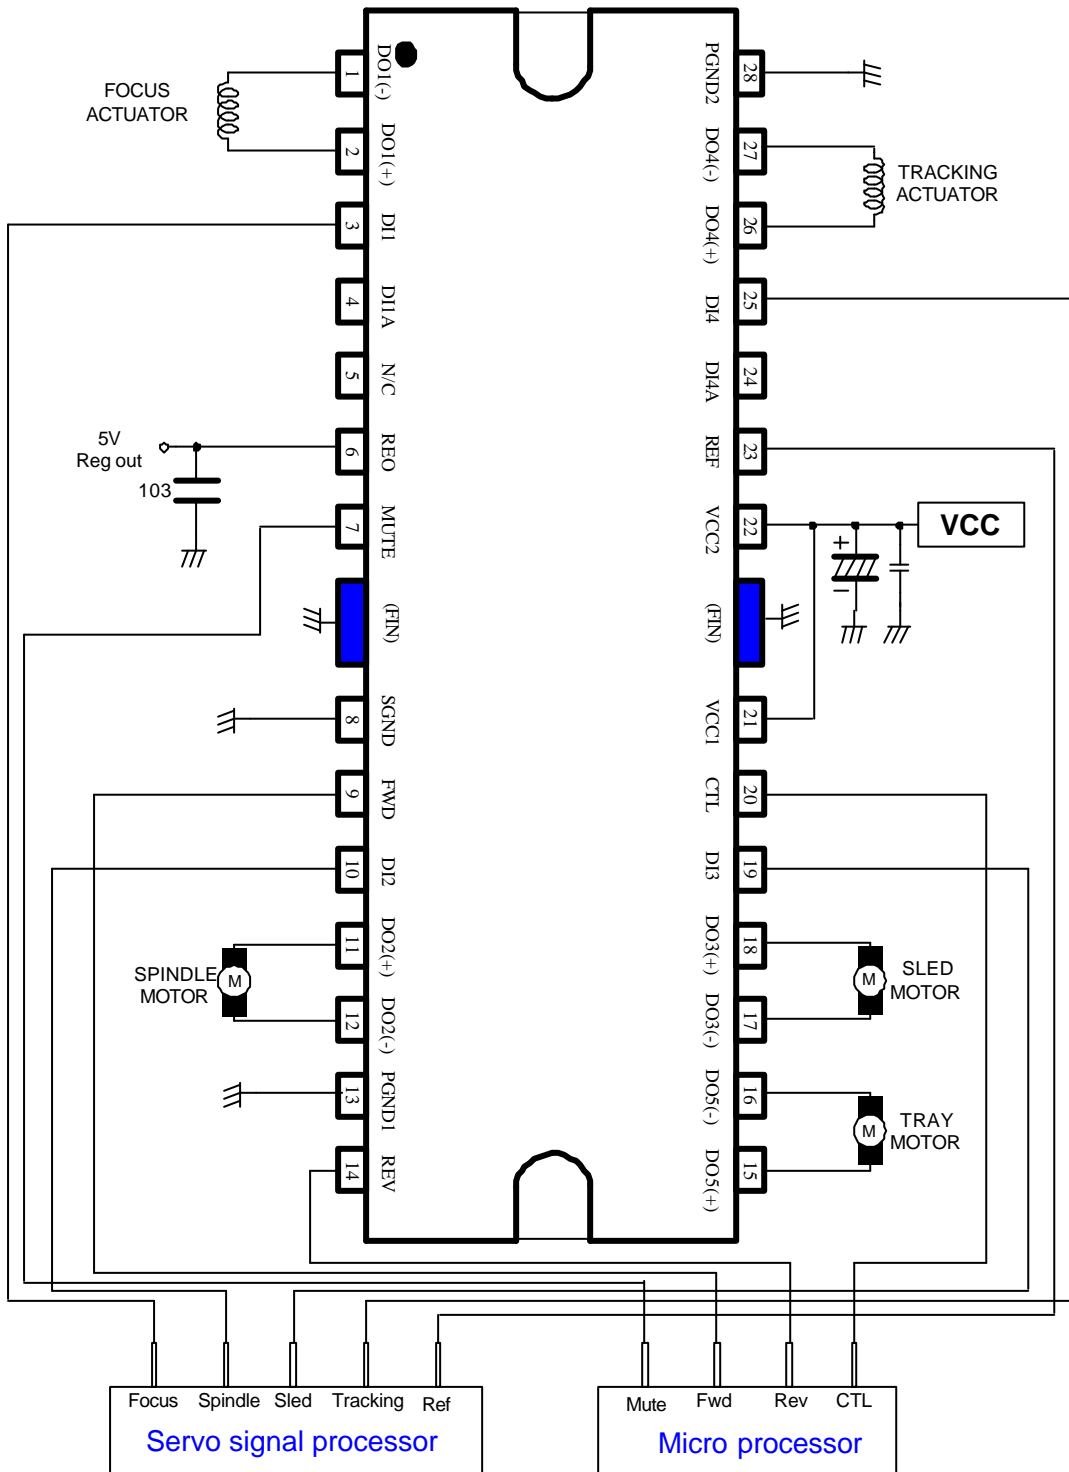 FOCUS
ACTUATOR
1
DO1(-)
2
DO1(+)
3
DI1
4
DI1A
5
N/C
5V
Reg out
103
6
REO
7
MUTE
(FIN)
8
SGND
9
FWD
10
DI2
SPINDLE
MOTOR
M
11
DO2(+)
12
DO2(-)
13
PGND1
14
REV
PGND2
28
DO4(-)
27
TRACKING
ACTUATOR
DO4(+)
26
DI4
25
DI4A
24
REF
23
VCC2
22
VCC
+
−
(FIN)
VCC1
21
CTL
20
DI3
19
DO3(+)
18
SLED
MOTOR
M
DO3(-)
17
DO5(-)
16
TRAY
MOTOR
M
DO5(+)
15
Focus
Spindle
Sled
Tracking
Ref
Servo signal processor
Mute
Fwd
Rev
CTL
Micro processor